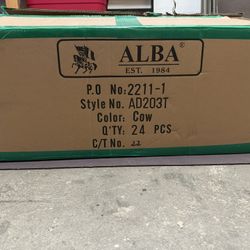 ALBA
EST. 1984
P.O No: 2211-1
Style No. AD203T
Color: Cow
Q'TY: 24 PCS
C/T No.